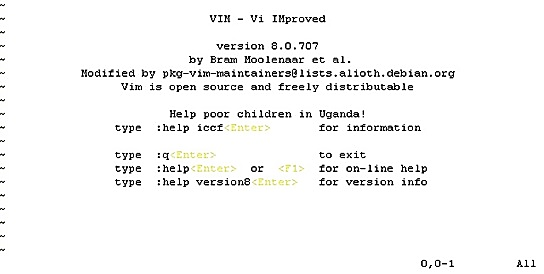 ~
~ VIM - Vi IMproved
~
~ version 8.0.707
~ by Bram Moolenaar et al.
~ Modified by pkg-vim-maintainers@lists.alioth.debian.org
~ Vim is open source and freely distributable
~
~ Help poor children in Uganda!
~ type :help iccf<Enter> for information
~
~ type :q<Enter> to exit
~ type :help<Enter> or <F1> for on-line help
~ type :help version8<Enter> for version info
~
~
~
~
~
0,0-1 All